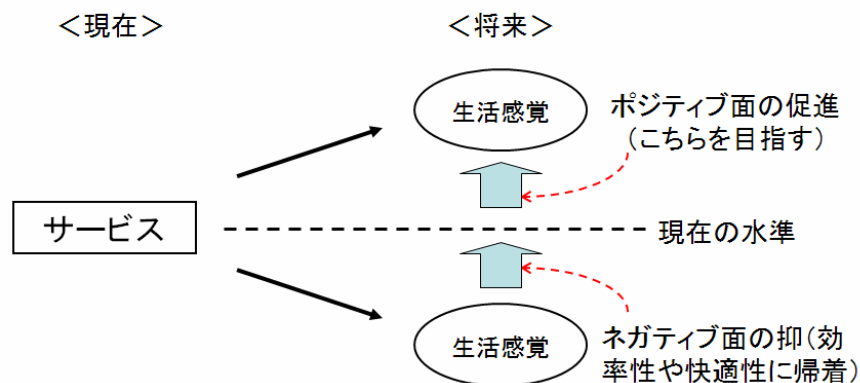 ＜現在＞
＜将来＞
生活感覚
ポジティブ面の促進
（こちらを目指す）
サービス
現在の水準
生活感覚
ネガティブ面の抑（効
率性や快適性に帰着）